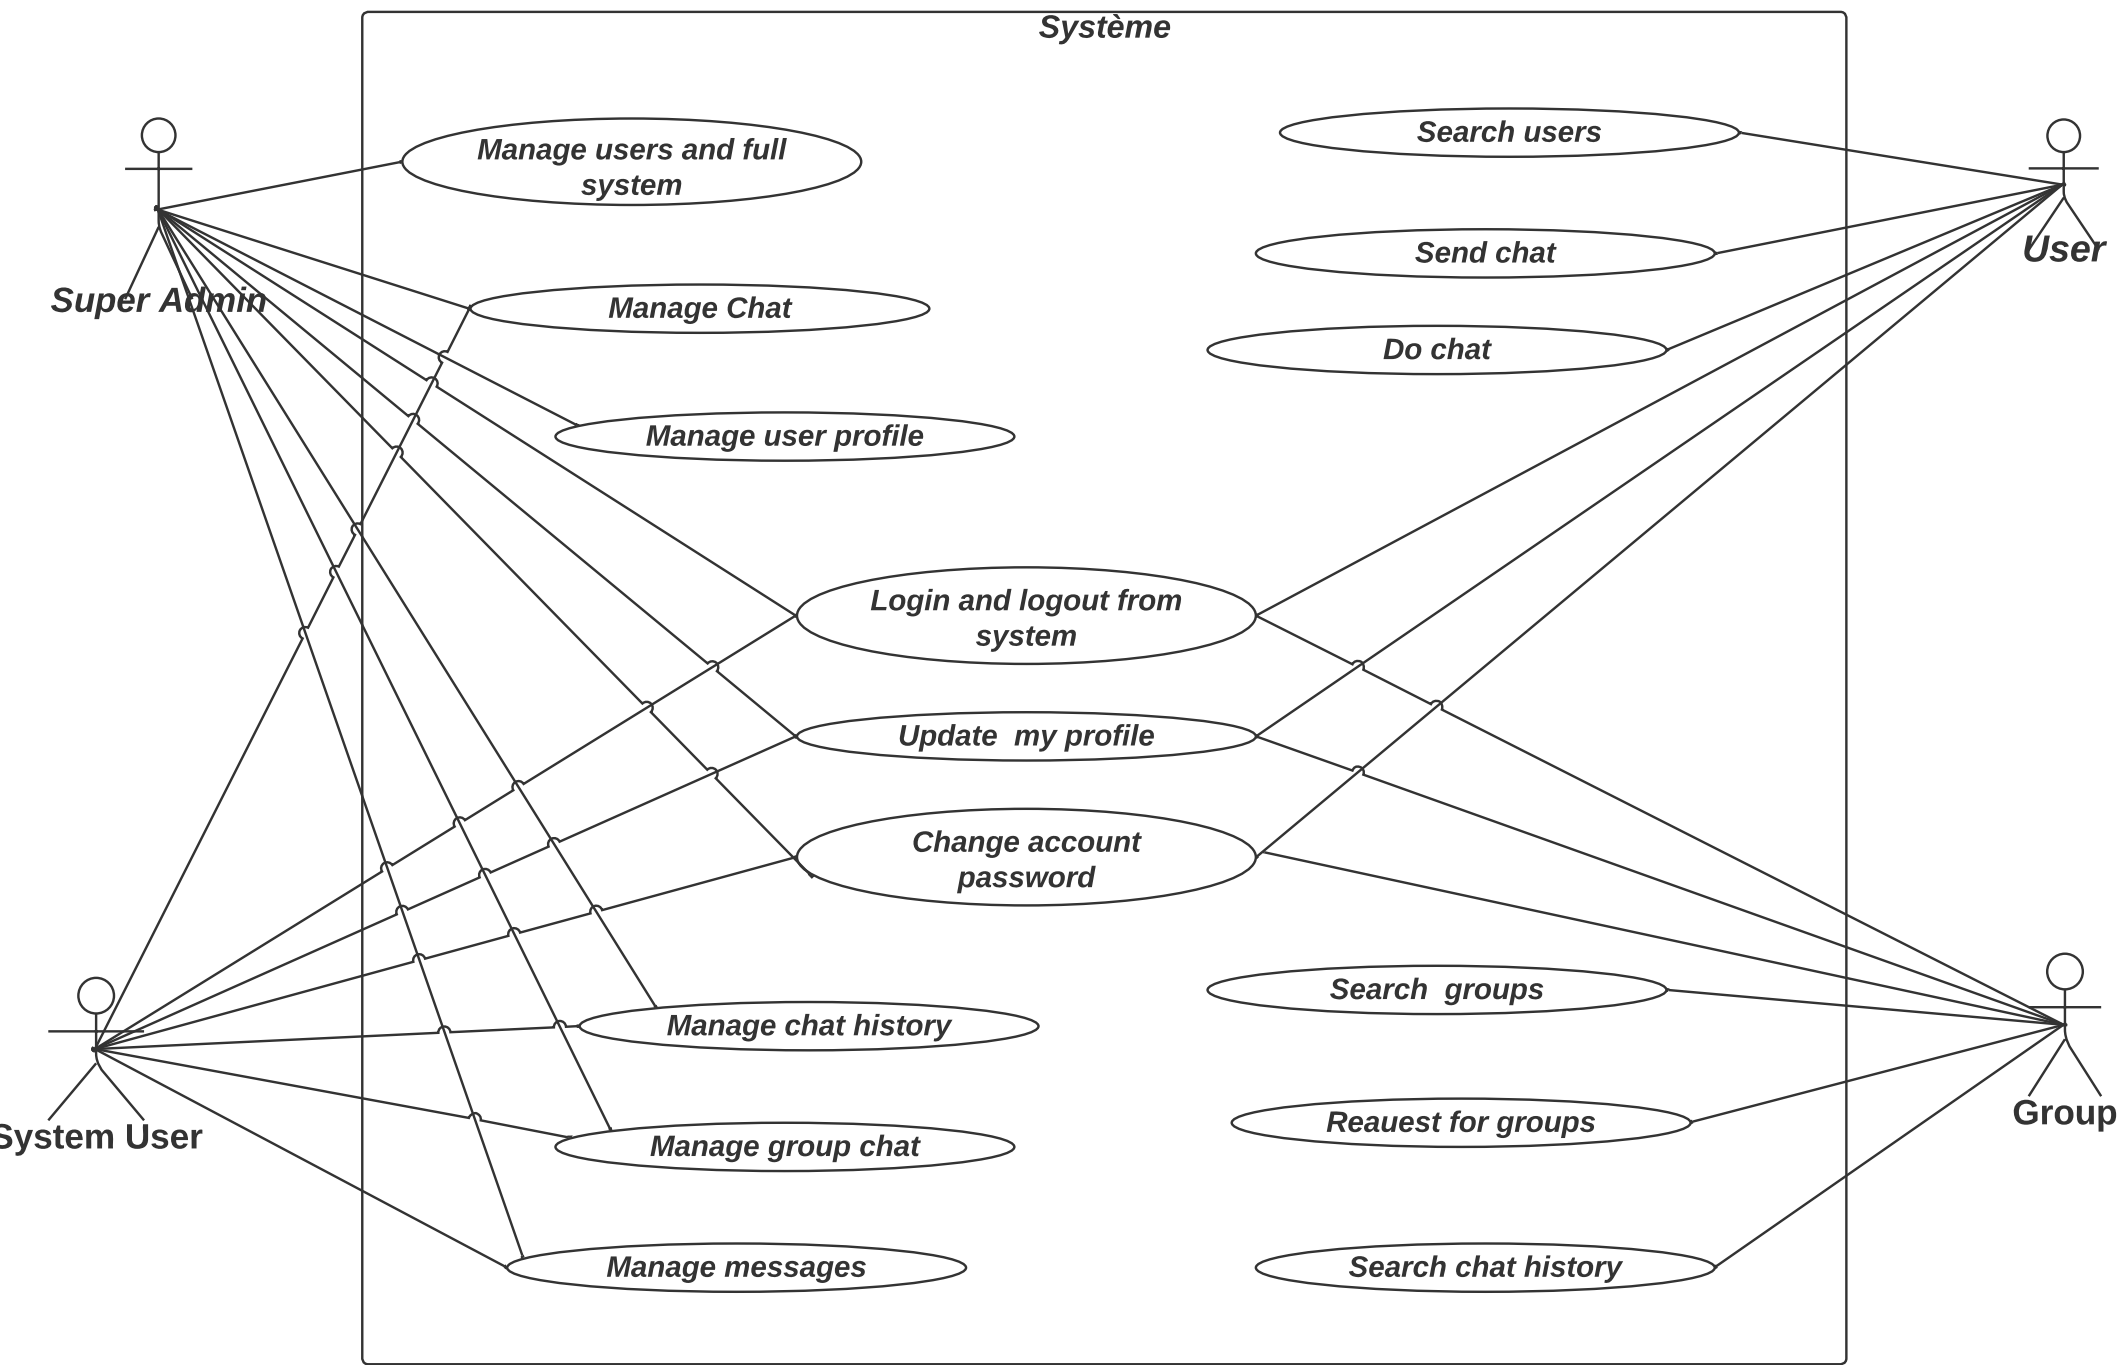 Système
Manage users and full
system
Search users
Send chat
User
Super Admin
Manage Chat
Do chat
Manage user profile
Login and logout from
system
Update  my profile
Change account
password
Search  groups
Manage chat history
Reauest for groups
Group
System User
Manage group chat
Manage messages
Search chat history